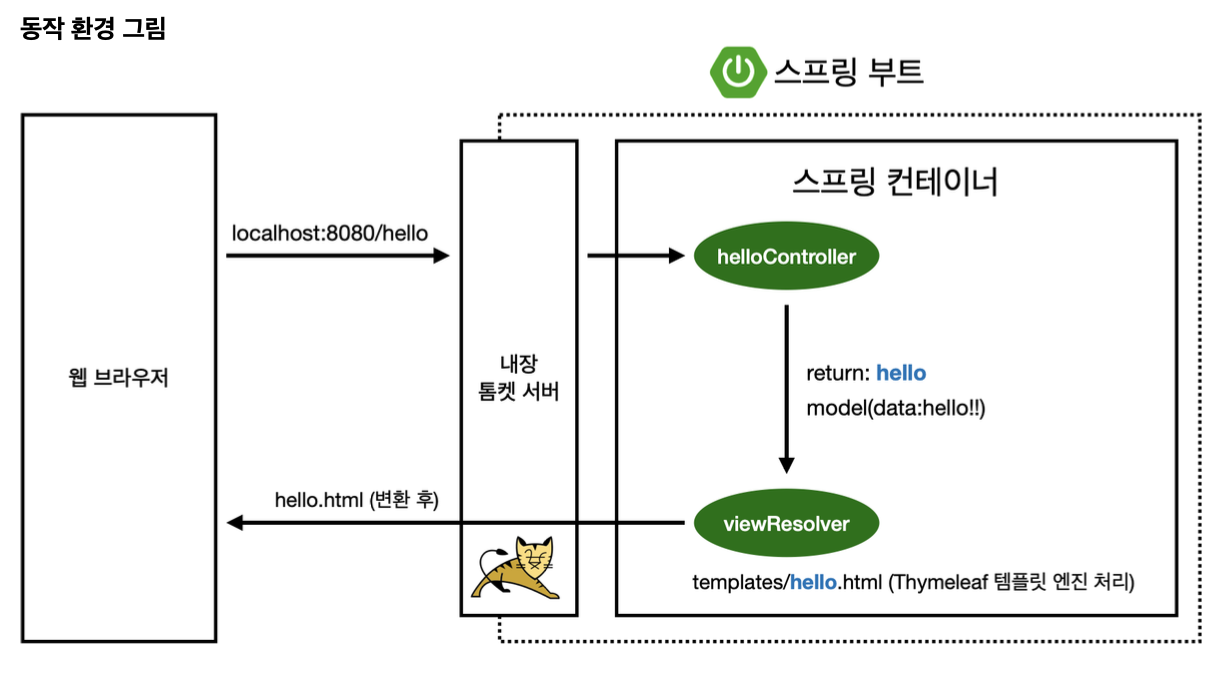 동작 환경 그림
스프링 부트
스프링 컨테이너
localhost:8080/hello
helloController
웹 브라우저
내장
톰켓 서버
return: hello
model(data:hello!!)
hello.html (변환 후)
viewResolver
templates/hello.html (Thymeleaf 템플릿 엔진 처리)